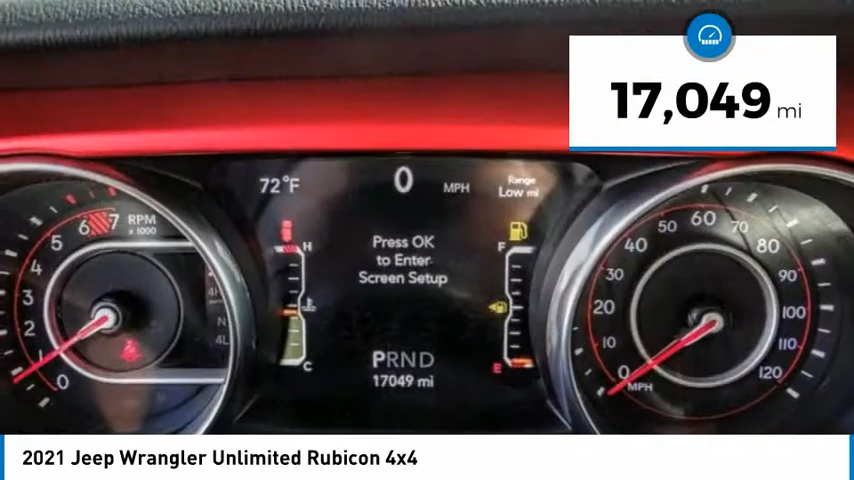 17,049 mi
72°F 0 MPH Range
Low mi
Press OK
to Enter
Screen Setup
H
C
F
E
PRND
17049 mi
RPM
x 1000
0
1
2
3
4
5
6
7
N
4L
0
10
20
30
40
50
60
70
80
90
100
110
120
MPH
2021 Jeep Wrangler Unlimited Rubicon 4x4